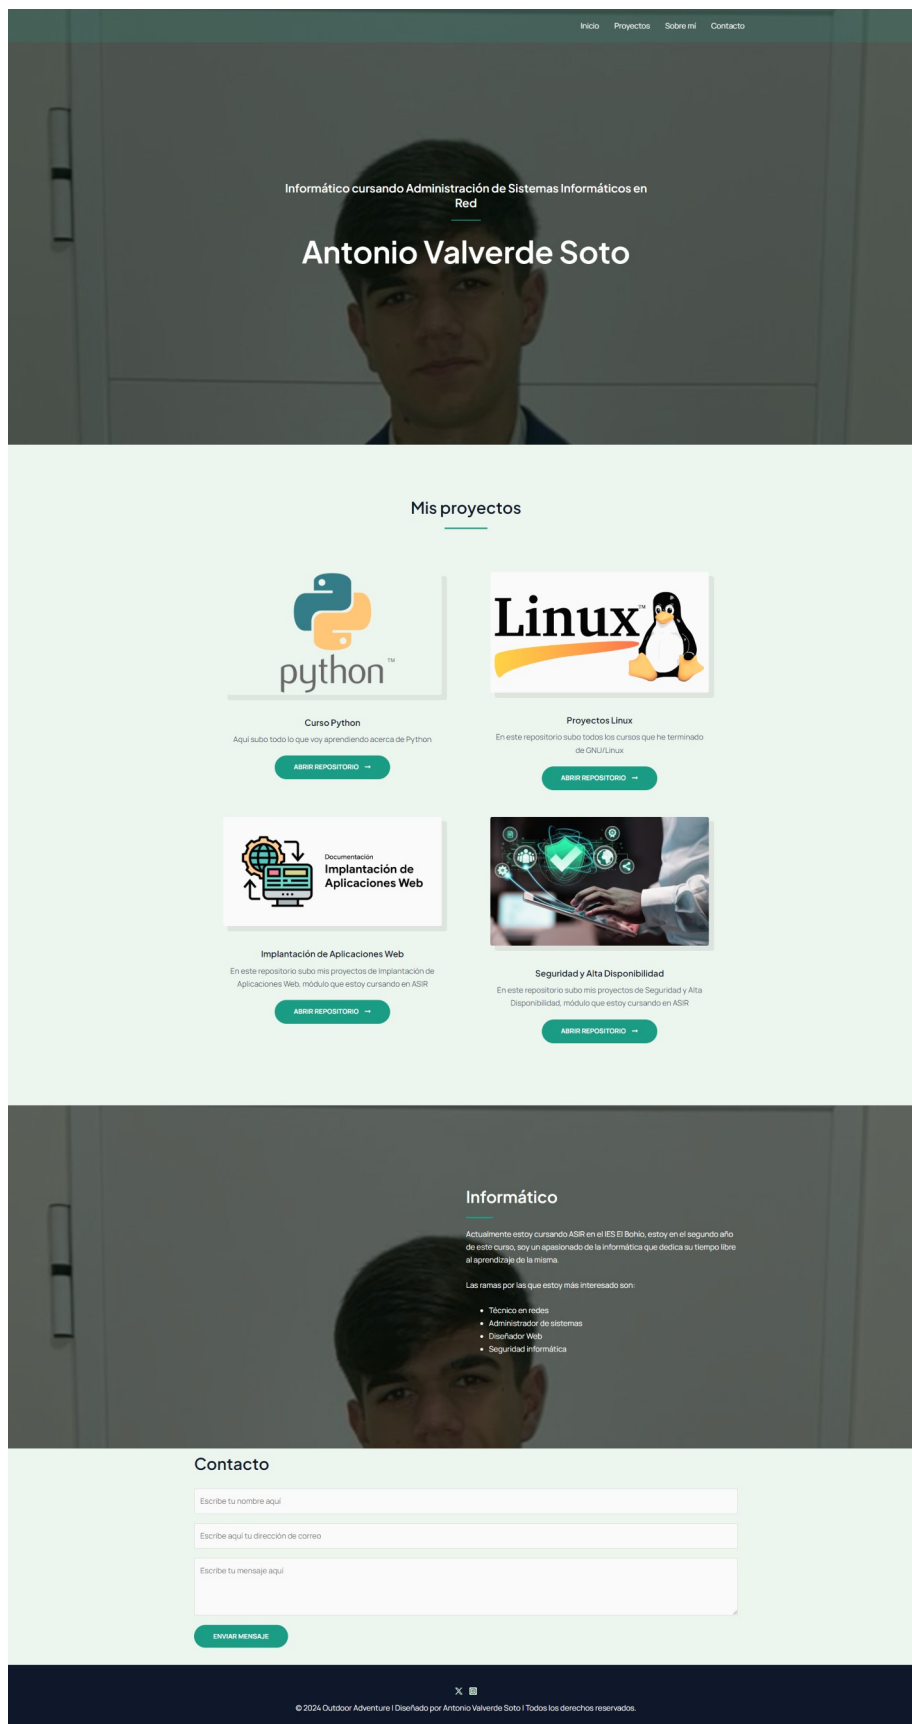 Inicio Proyectos Sobre mí Contacto
Informático cursando Administración de Sistemas Informáticos en
Red
Antonio Valverde Soto
Mis proyectos
python™
Curso Python
Aquí subo todo lo que voy aprendiendo acerca de Python
ABRIR REPOSITORIO →
Linux™
Proyectos Linux
En este repositorio subo todos los cursos que he terminado
de GNU/Linux
ABRIR REPOSITORIO →
Documentación
Implantación de
Aplicaciones Web
Implantación de Aplicaciones Web
En este repositorio subo mis proyectos de Implantación de
Aplicaciones Web, módulo que estoy cursando en ASIR
ABRIR REPOSITORIO →
Seguridad y Alta Disponibilidad
En este repositorio subo mis proyectos de Seguridad y Alta
Disponibilidad, módulo que estoy cursando en ASIR
ABRIR REPOSITORIO →
Informático
Actualmente estoy cursando ASIR en el IES El Bohío, estoy en el segundo año
de este curso, soy un apasionado de la informática que dedica su tiempo libre
al aprendizaje de la misma.
Las ramas por las que estoy más interesado son:
• Técnico en redes
• Administrador de sistemas
• Diseñador Web
• Seguridad informática
Contacto
Escribe tu nombre aquí
Escribe aquí tu dirección de correo
Escribe tu mensaje aquí
ENVIAR MENSAJE
© 2024 Outdoor Adventure | Diseñado por Antonio Valverde Soto | Todos los derechos reservados.